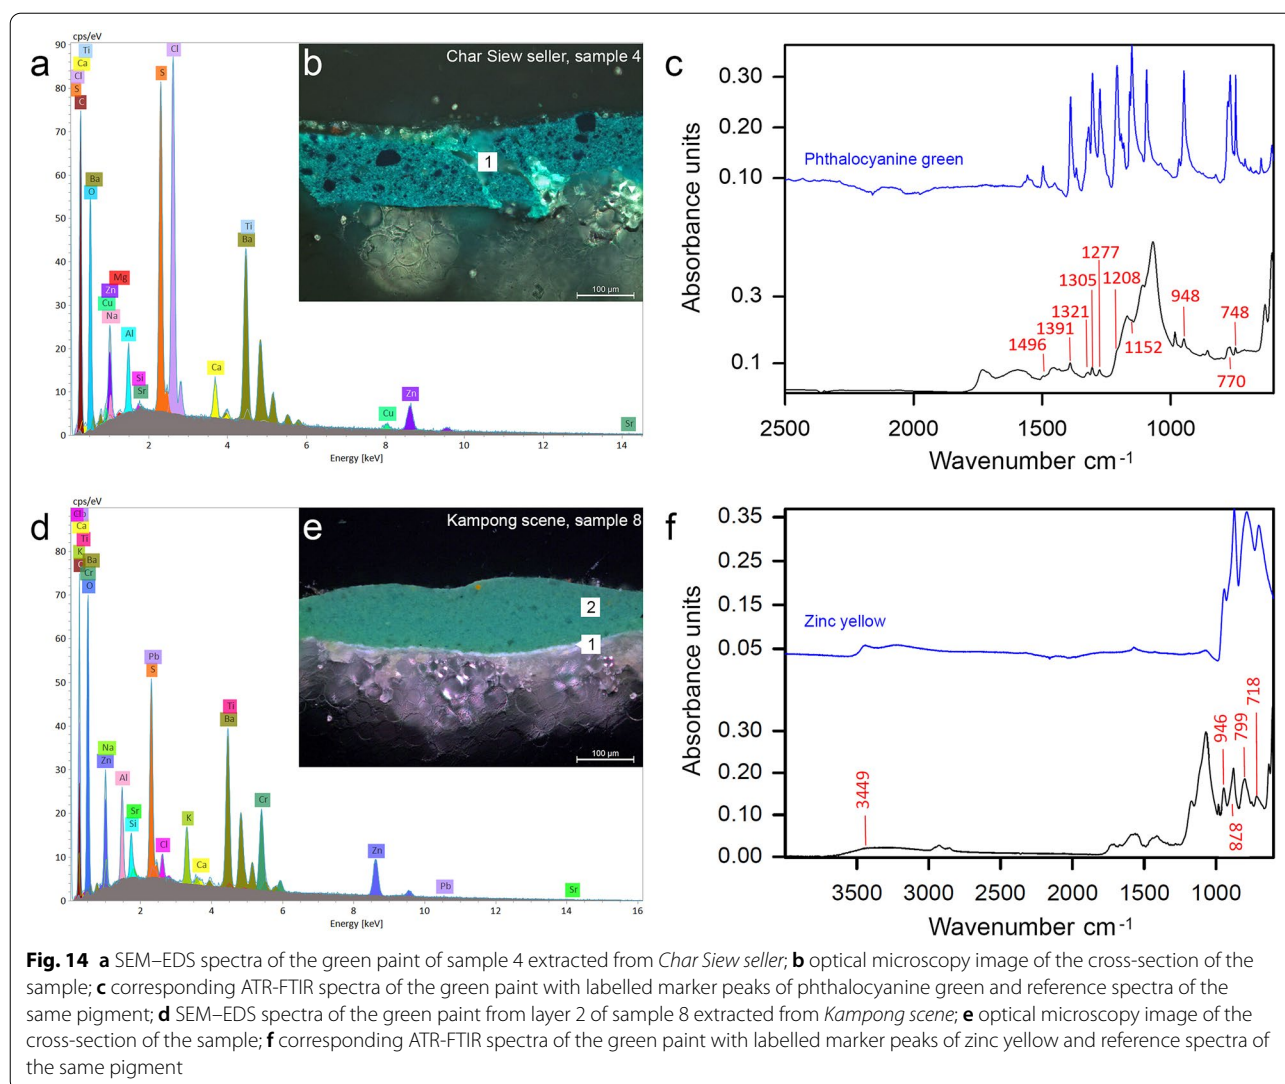 a
cps/eV
90
80
70
60
50
40
30
20
10
0
Ti
Ca
Cl
S
C
Ba
O
Mg
Zn
Cu
Na
Al
Si
Sr
S
Cl
Ca
Ti
Ba
Cu
Zn
Sr
2 4 6 8 10 12 14
Energy [keV]
b
Char Siew seller, sample 4
1
100 µm
c
Absorbance units
0.30
0.20
0.10
Phthalocyanine green
Absorbance units
0.3
0.1
1496
1391
1321
1305
1277
1208
1152
948
770
748
2500 2000 1500 1000
Wavenumber cm-1
d
cps/eV
80
70
60
50
40
30
20
10
0
Cl
Ca
Ti
K
Ba
C
Cr
O
Na
Zn
Al
Sr
Si
Pb
S
Cl
K
Ca
Ti
Ba
Cr
Zn
Pb
Sr
2 4 6 8 10 12 14 16
Energy [keV]
e
Kampong scene, sample 8
2
1
100 µm
f
Absorbance units
0.35
0.25
0.15
0.05
Zinc yellow
Absorbance units
0.30
0.20
0.10
0.00
3449
946
878
799
718
3500 3000 2500 2000 1500 1000
Wavenumber cm-1
Fig. 14 a SEM–EDS spectra of the green paint of sample 4 extracted from Char Siew seller; b optical microscopy image of the cross-section of the
sample; c corresponding ATR-FTIR spectra of the green paint with labelled marker peaks of phthalocyanine green and reference spectra of the
same pigment; d SEM–EDS spectra of the green paint from layer 2 of sample 8 extracted from Kampong scene; e optical microscopy image of the
cross-section of the sample; f corresponding ATR-FTIR spectra of the green paint with labelled marker peaks of zinc yellow and reference spectra of
the same pigment